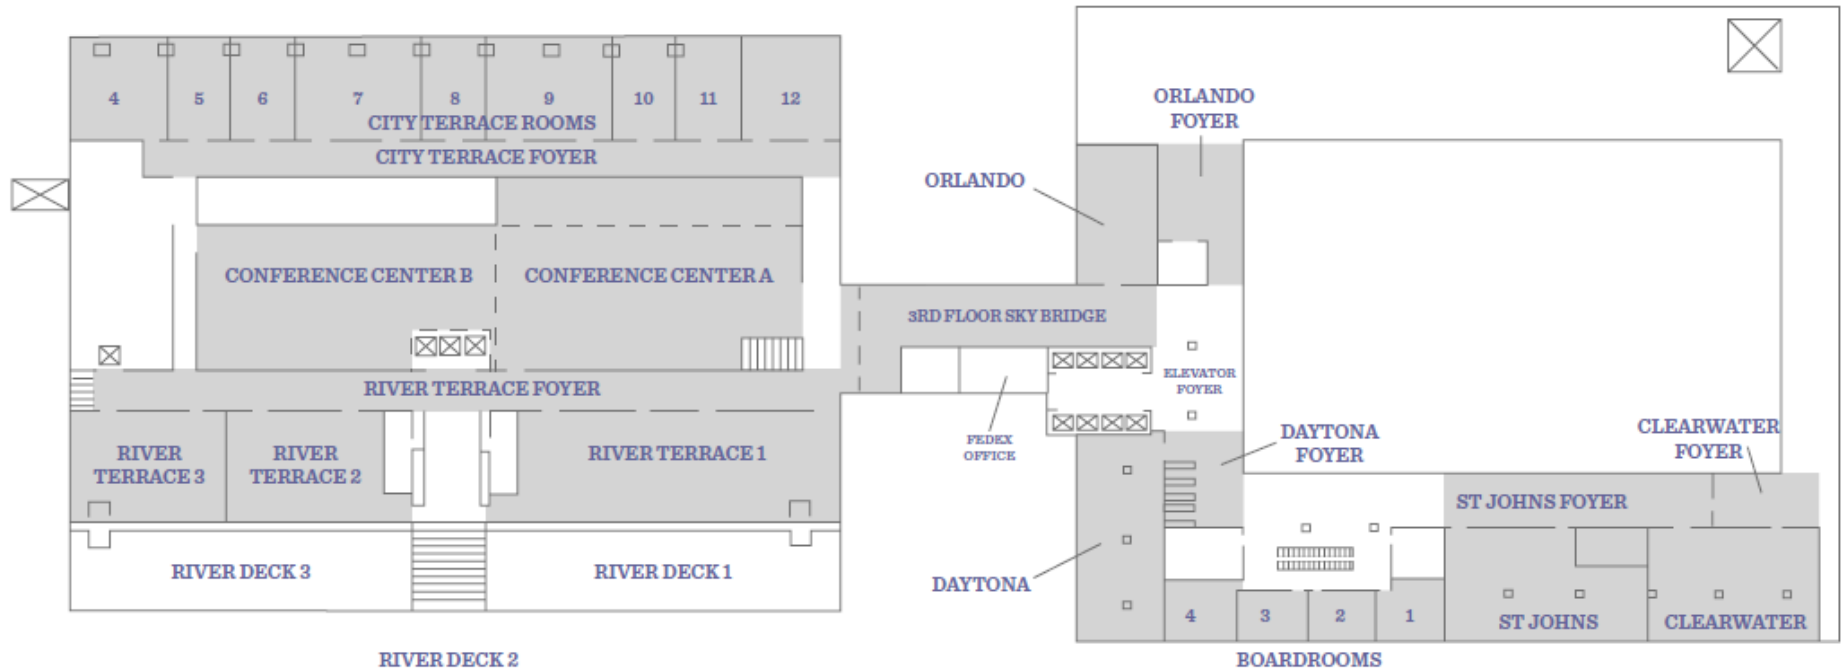 4 5 6 7 8 9 10 11 12
CITY TERRACE ROOMS
CITY TERRACE FOYER
CONFERENCE CENTER B
CONFERENCE CENTER A
RIVER TERRACE FOYER
RIVER
TERRACE 3
RIVER
TERRACE 2
RIVER TERRACE 1
RIVER DECK 3
RIVER DECK 1
RIVER DECK 2
ORLANDO
FOYER
ORLANDO
3RD FLOOR SKY BRIDGE
ELEVATOR
FOYER
FEDEX
OFFICE
DAYTONA
FOYER
CLEARWATER
FOYER
ST JOHNS FOYER
DAYTONA
4 3 2 1
ST JOHNS
CLEARWATER
BOARDROOMS